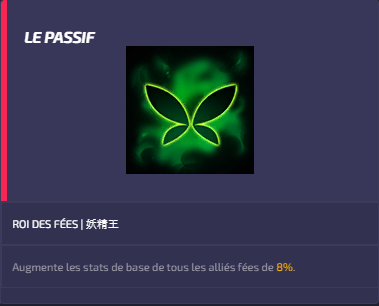 LE PASSIF
ROI DES FÉES | 妖精王
Augmente les stats de base de tous les alliés fées de 8%.